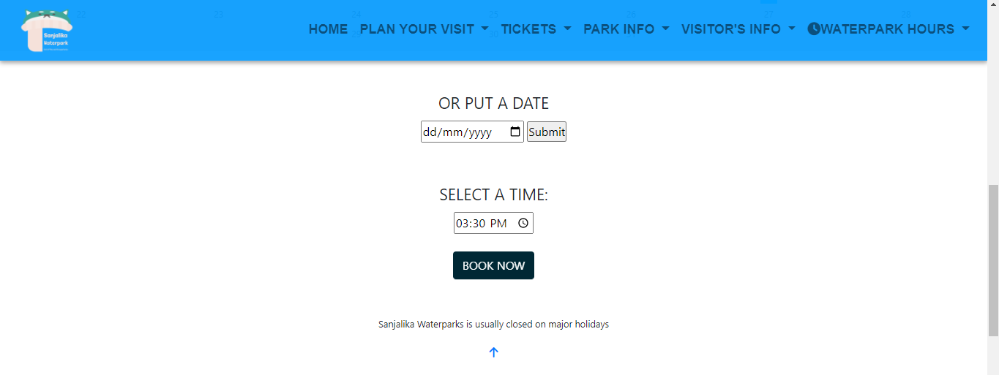 22 23 24 25 26 27 28
29 30
Sanjalika
Waterpark
HOME PLAN YOUR VISIT TICKETS PARK INFO VISITOR'S INFO WATERPARK HOURS
OR PUT A DATE
dd/mm/yyyy Submit
SELECT A TIME:
03:30 PM
BOOK NOW
Sanjalika Waterparks is usually closed on major holidays